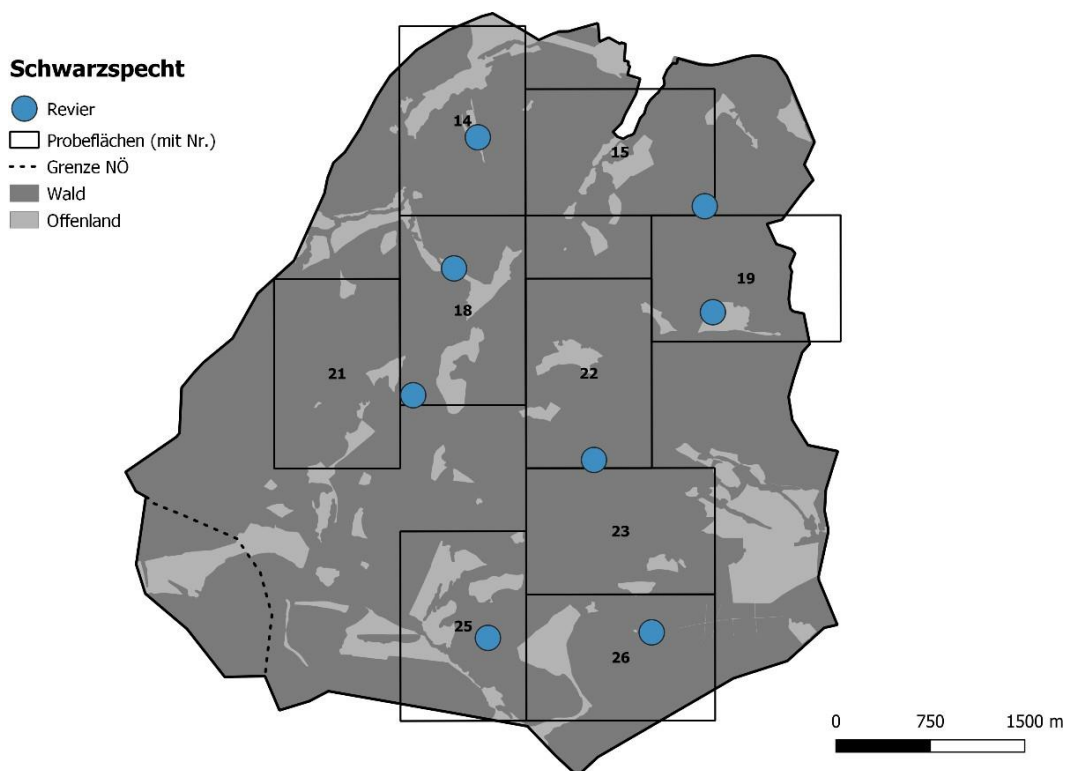 Schwarzspecht
Revier
Probeflächen (mit Nr.)
Grenze NÖ
Wald
Offenland
14
15
19
18
21
22
23
25
26
0 750 1500 m